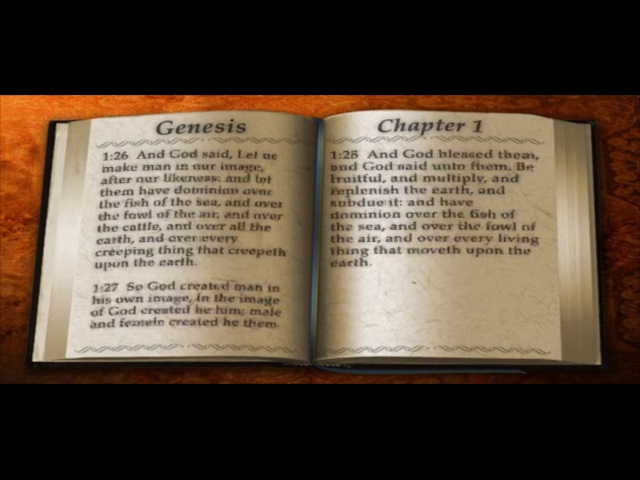 Genesis
1:26 And God said, Let us
make man in our image,
after our likeness: and let
them have dominion over
the fish of the sea, and over
the fowl of the air, and over
the cattle, and over all the
earth, and over every
creeping thing that creepeth
upon the earth.
1:27 So God created man in
his own image, in the image
of God created he him; male
and female created he them
Chapter 1
1:28 And God blessed them,
and God said unto them, Be
fruitful, and multiply, and
replenish the earth, and
subdue it: and have
dominion over the fish of
the sea, and over the fowl of
the air, and over every living
thing that moveth upon the
earth.